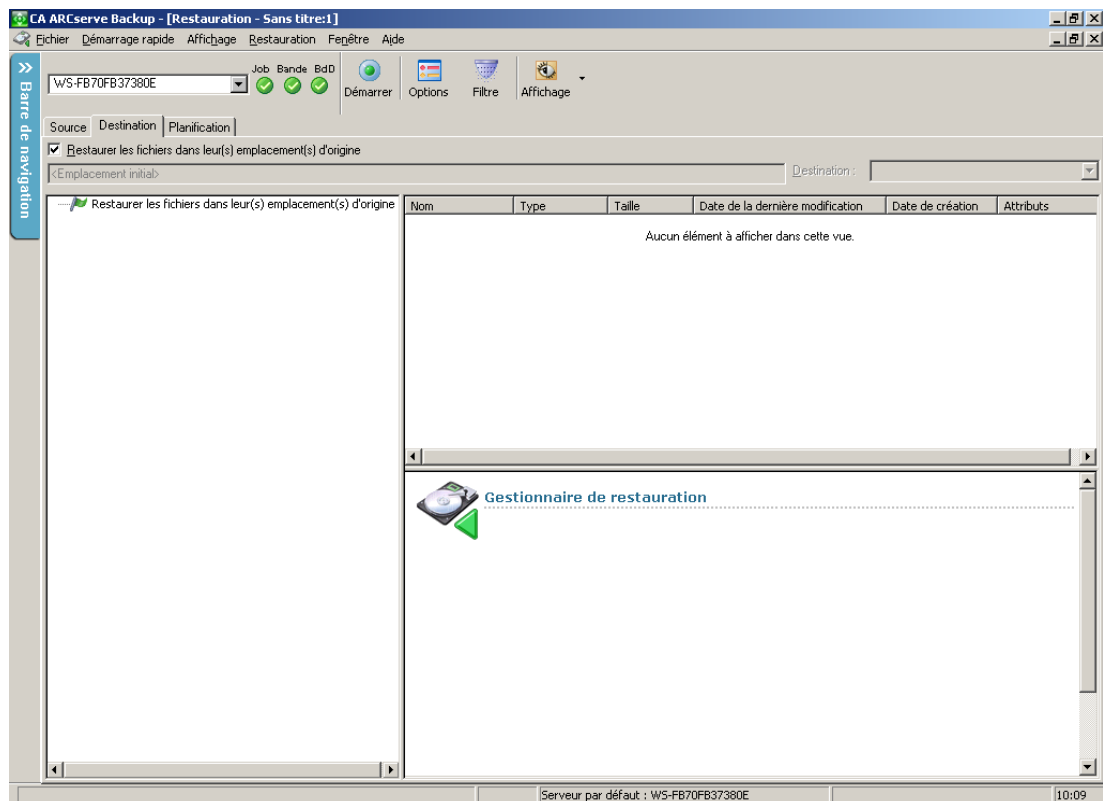 CA ARCserve Backup - [Restauration - Sans titre:1]
Fichier Démarrage rapide Affichage Restauration Fenêtre Aide
Barre de navigation
WS-FB70FB37380E
Job Bande BdD
Démarrer
Options
Filtre
Affichage
Source Destination Planification
Restaurer les fichiers dans leur(s) emplacement(s) d'origine
<Emplacement initial>
Destination :
Restaurer les fichiers dans leur(s) emplacement(s) d'origine
Nom Type Taille Date de la dernière modification Date de création Attributs
Aucun élément à afficher dans cette vue.
Gestionnaire de restauration
Serveur par défaut : WS-FB70FB37380E
10:09